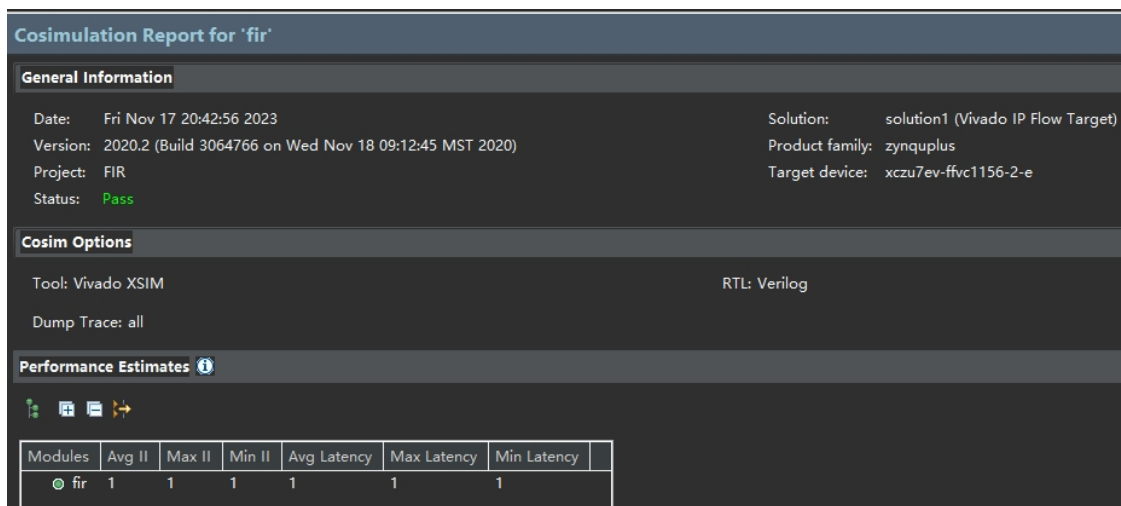 Cosimulation Report for 'fir'
General Information
Date: Fri Nov 17 20:42:56 2023 Solution: solution1 (Vivado IP Flow Target)
Version: 2020.2 (Build 3064766 on Wed Nov 18 09:12:45 MST 2020) Product family: zynquplus
Project: FIR Target device: xczu7ev-ffvc1156-2-e
Status: Pass
Cosim Options
Tool: Vivado XSIM RTL: Verilog
Dump Trace: all
Performance Estimates
Modules Avg II Max II Min II Avg Latency Max Latency Min Latency
fir 1 1 1 1 1 1